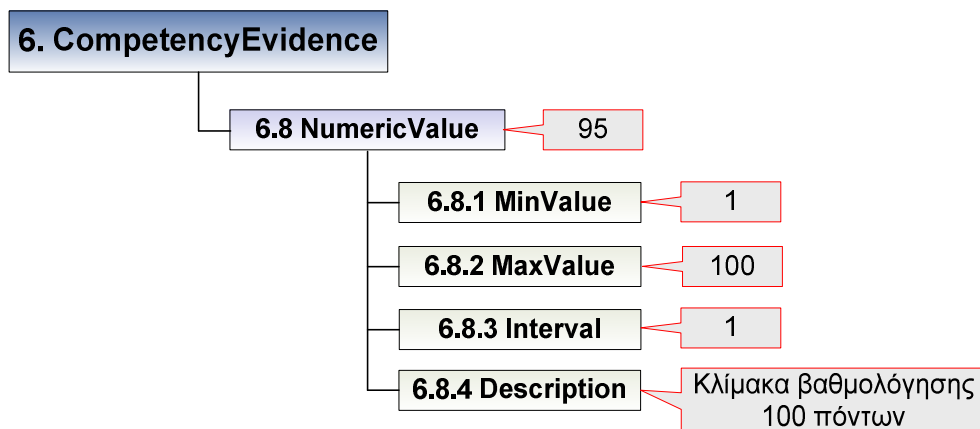 6. CompetencyEvidence
6.8 NumericValue
95
6.8.1 MinValue
1
6.8.2 MaxValue
100
6.8.3 Interval
1
6.8.4 Description
Κλίμακα βαθμολόγησης
100 πόντων